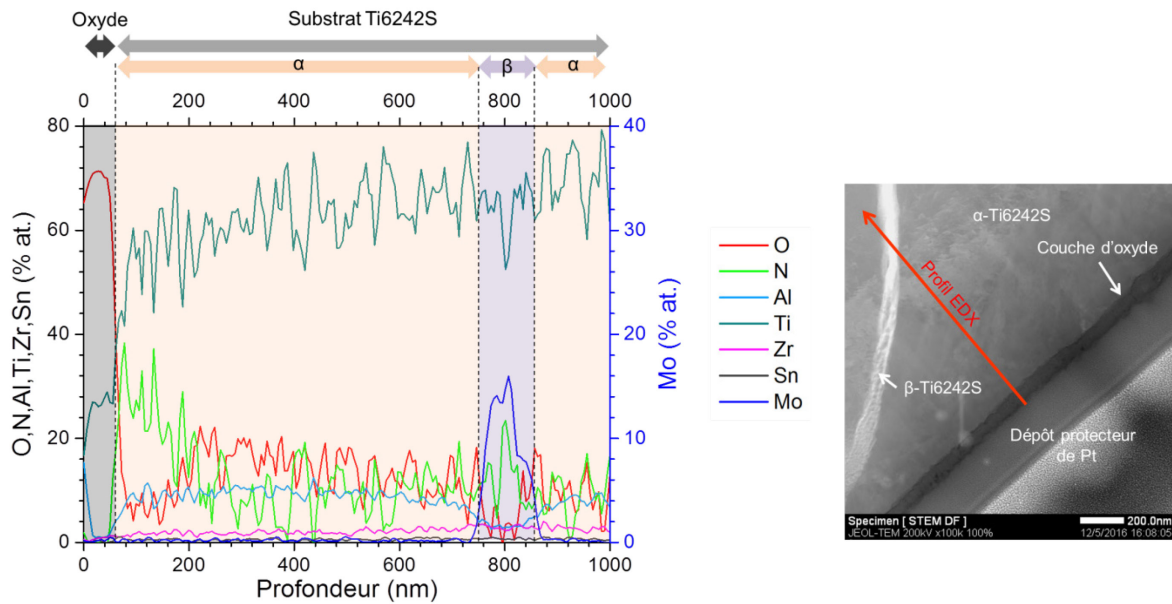 Oxyde
Substrat Ti6242S
α
β
α
0 200 400 600 800 1000
80
60
40
20
0
O,N,Al,Ti,Zr,Sn (% at.)
40
30
20
10
0
Mo (% at.)
0 200 400 600 800 1000
Profondeur (nm)
O
N
Al
Ti
Zr
Sn
Mo
α-Ti6242S
Couche d'oxyde
Profil EDX
β-Ti6242S
Dépôt protecteur
de Pt
Specimen [ STEM DF ]
200.0nm
JEOL-TEM 200kV x100k 100%
12/5/2016 16:08:05